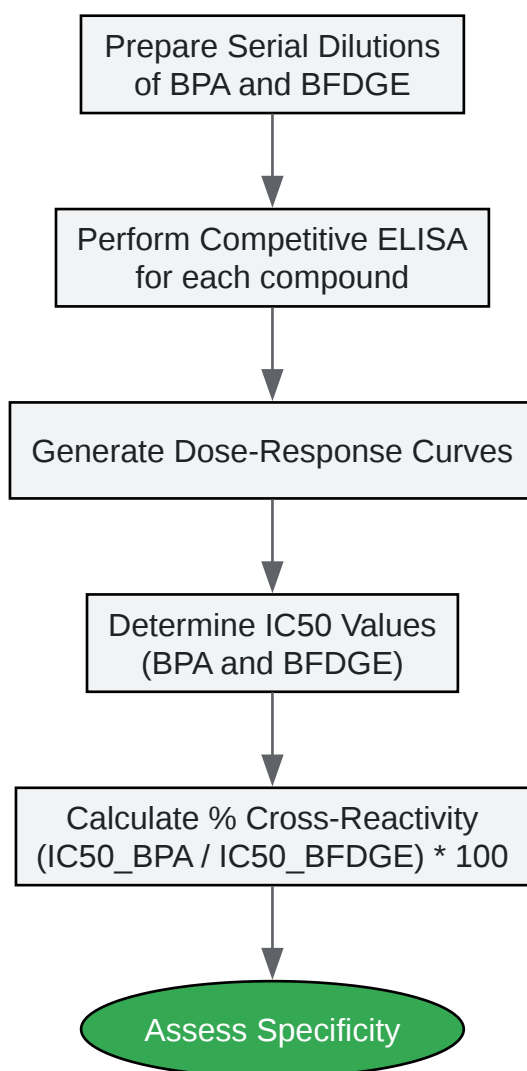 Prepare Serial Dilutions
of BPA and BFDGE
Perform Competitive ELISA
for each compound
Generate Dose-Response Curves
Determine IC50 Values
(BPA and BFDGE)
Calculate % Cross-Reactivity
(IC50_BPA / IC50_BFDGE) * 100
Assess Specificity